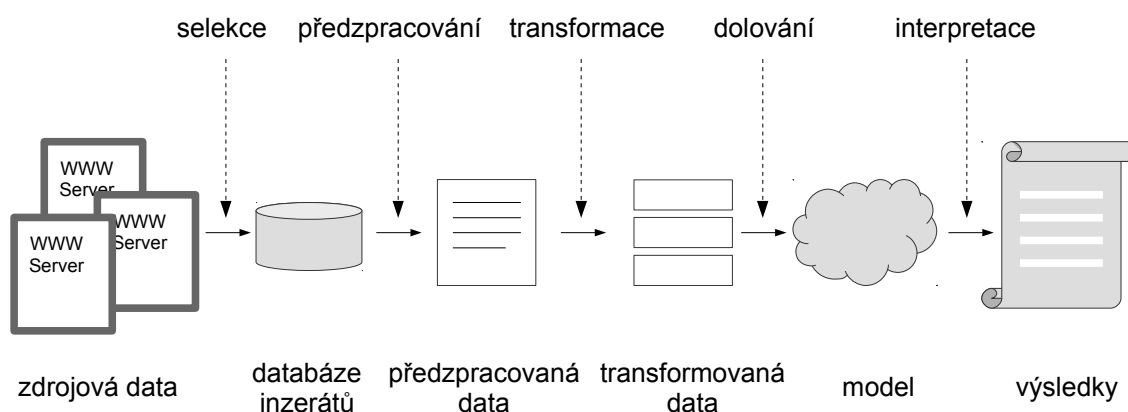 selekce předzpracování transformace dolování interpretace
WWW
Server
WWW
Server
WWW
Server
zdrojová data
databáze
inzerátů
předzpracovaná
data
transformovaná
data
model
výsledky